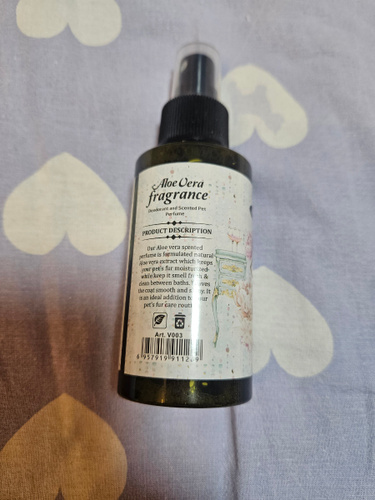 Aloe Vera
fragrance
Deodorant and Scented Pet
Perfume
PRODUCT DESCRIPTION
Our Aloe vera scented
perfume is formulated natural
Aloe vera extract which keeps
your pet's fur moisturized
while keep it smell fresh &
clean between baths. leaves
the coat smooth and It
is an ideal addition to your
pet's fur care
Art. V003